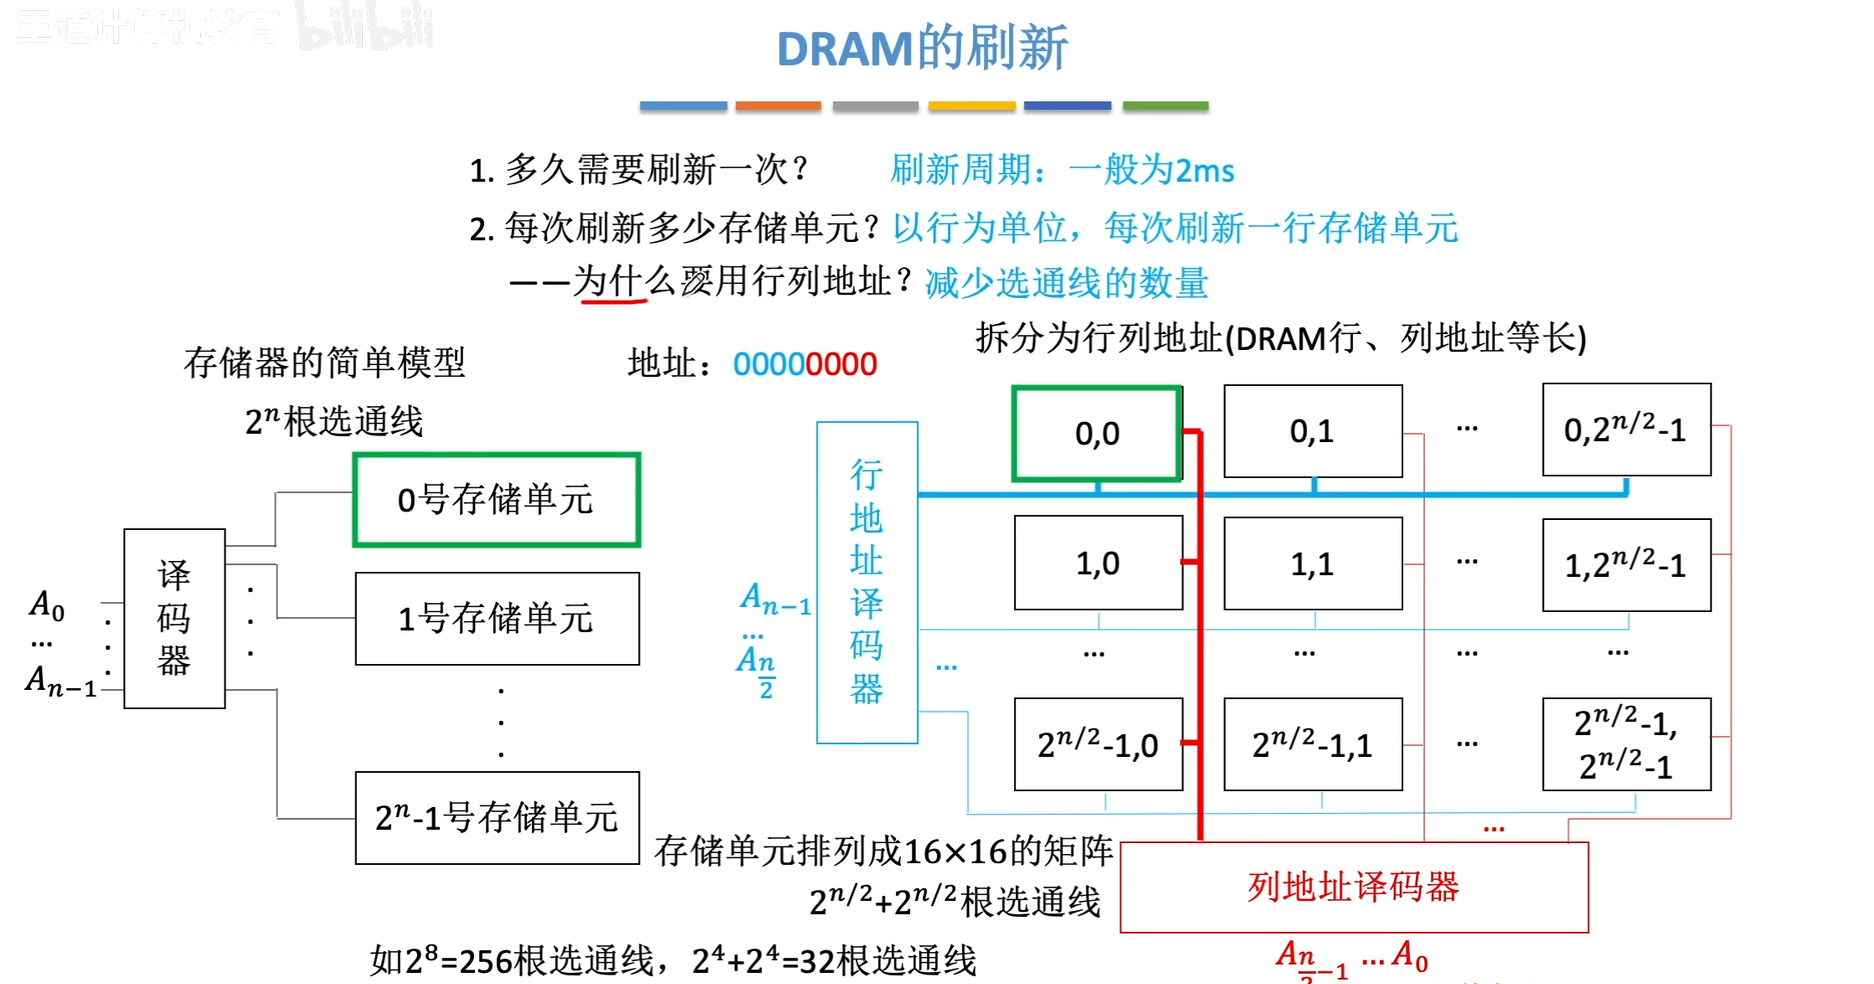 王道计算机教育 bilibili
DRAM的刷新
1. 多久需要刷新一次? 刷新周期：一般为2ms
2. 每次刷新多少存储单元? 以行为单位，每次刷新一行存储单元
——为什么要用行列地址? 减少选通线的数量
拆分为行列地址(DRAM行、列地址等长)
存储器的简单模型
地址：00000000
2ⁿ根选通线
0号存储单元
1号存储单元
.
.
.
2ⁿ-1号存储单元
译码器
A₀
...
Aₙ₋₁
行地址译码器
Aₙ₋₁
...
A_{n/2}
0,0 0,1 ... 0,2^{n/2}-1
1,0 1,1 ... 1,2^{n/2}-1
... ... ... ... ...
2^{n/2}-1,0 2^{n/2}-1,1 ... 2^{n/2}-1,
2^{n/2}-1
...
存储单元排列成16×16的矩阵
2^{n/2}+2^{n/2}根选通线
列地址译码器
如2⁸=256根选通线，2⁴+2⁴=32根选通线
A_{n/2-1} ... A₀